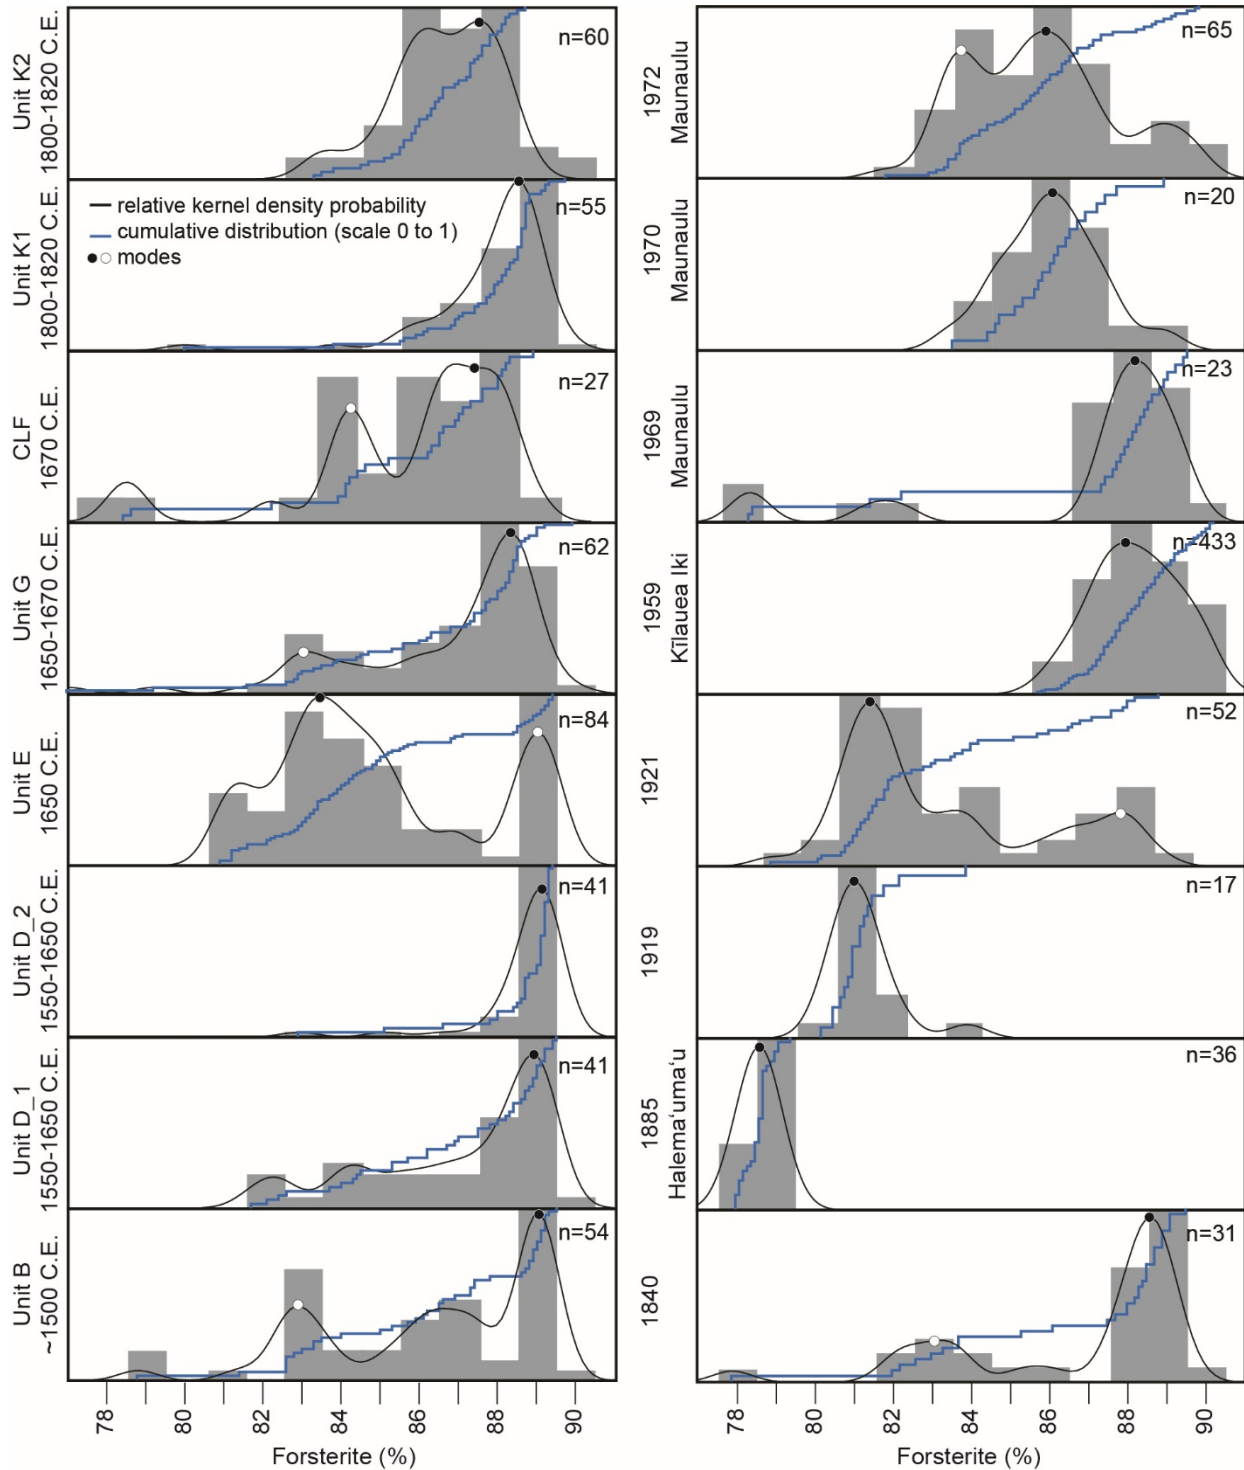 Unit K2
1800-1820 C.E.
n=60
Unit K1
1800-1820 C.E.
relative kernel density probability
cumulative distribution (scale 0 to 1)
modes
n=55
CLF
1670 C.E.
n=27
Unit G
1650-1670 C.E.
n=62
Unit E
1650 C.E.
n=84
Unit D_2
1550-1650 C.E.
n=41
Unit D_1
1550-1650 C.E.
n=41
Unit B
~1500 C.E.
n=54
78 80 82 84 86 88 90
Forsterite (%)
1972
Maunaulu
n=65
1970
Maunaulu
n=20
1969
Maunaulu
n=23
1959
Kīlauea Iki
n=433
1921
n=52
1919
n=17
1885
Halemaʻumaʻu
n=36
1840
n=31
78 80 82 84 86 88 90
Forsterite (%)